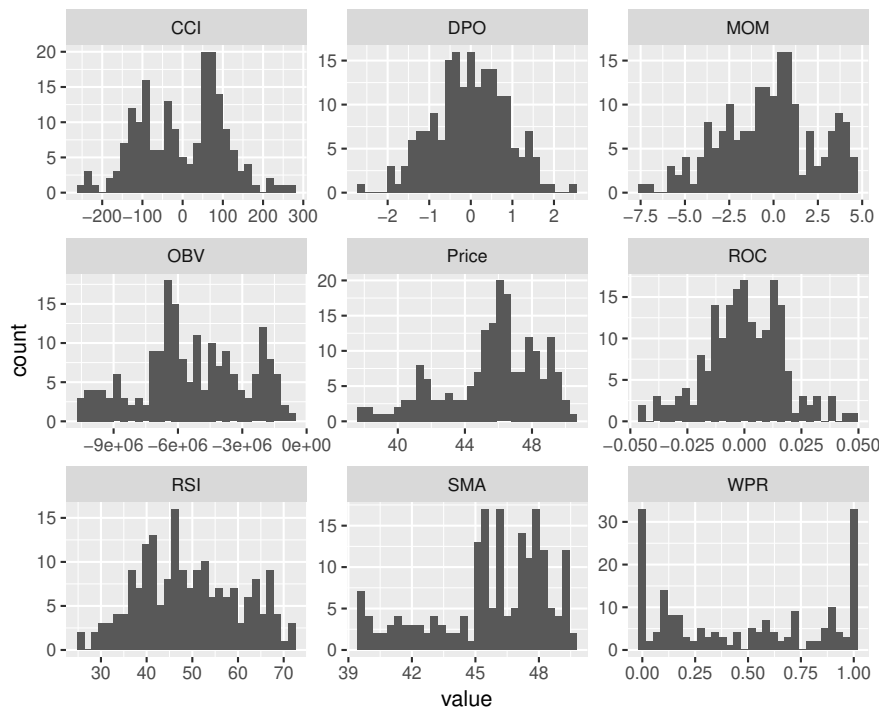 CCI DPO MOM
20
15
10
5
0
−200 −100 0 100 200 300
15
10
5
0
−2 −1 0 1 2
15
10
5
0
−7.5 −5.0 −2.5 0.0 2.5 5.0
OBV Price ROC
15
10
5
0
−9e+06 −6e+06 −3e+06 0e+00
20
15
10
5
0
40 44 48
15
10
5
0
−0.050 −0.025 0.000 0.025 0.050
RSI SMA WPR
15
10
5
0
30 40 50 60 70
15
10
5
0
39 42 45 48
30
20
10
0
0.00 0.25 0.50 0.75 1.00
count
value